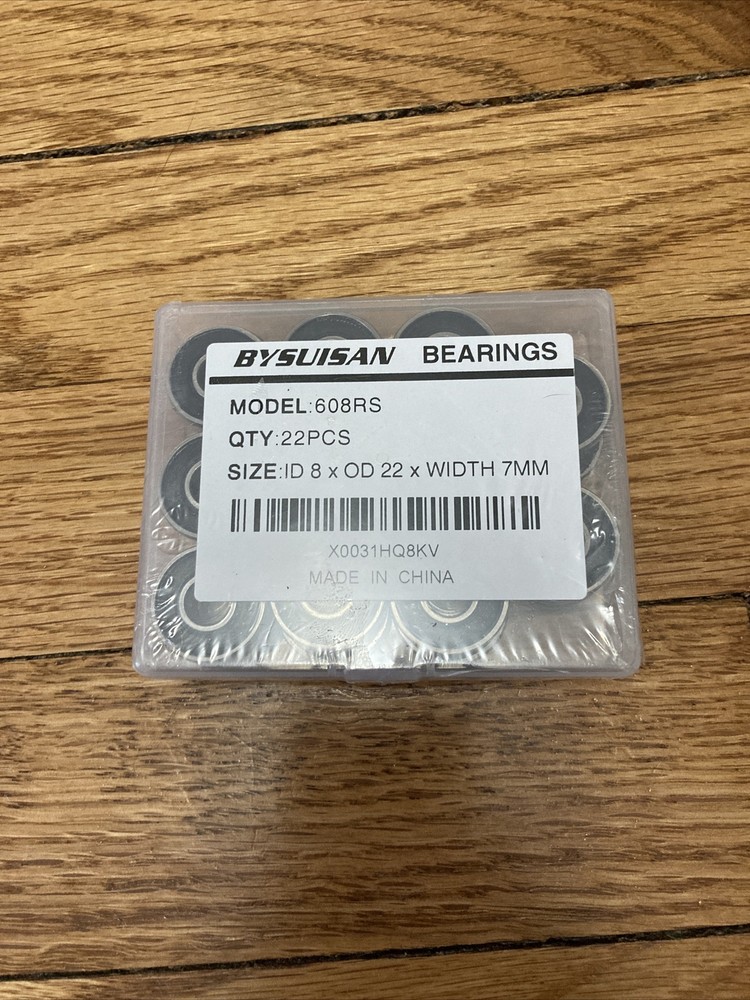 BYSUISAN BEARINGS
MODEL:608RS
QTY:22PCS
SIZE:ID 8 x OD 22 x WIDTH 7MM
X0031HQ8KV
MADE IN CHINA